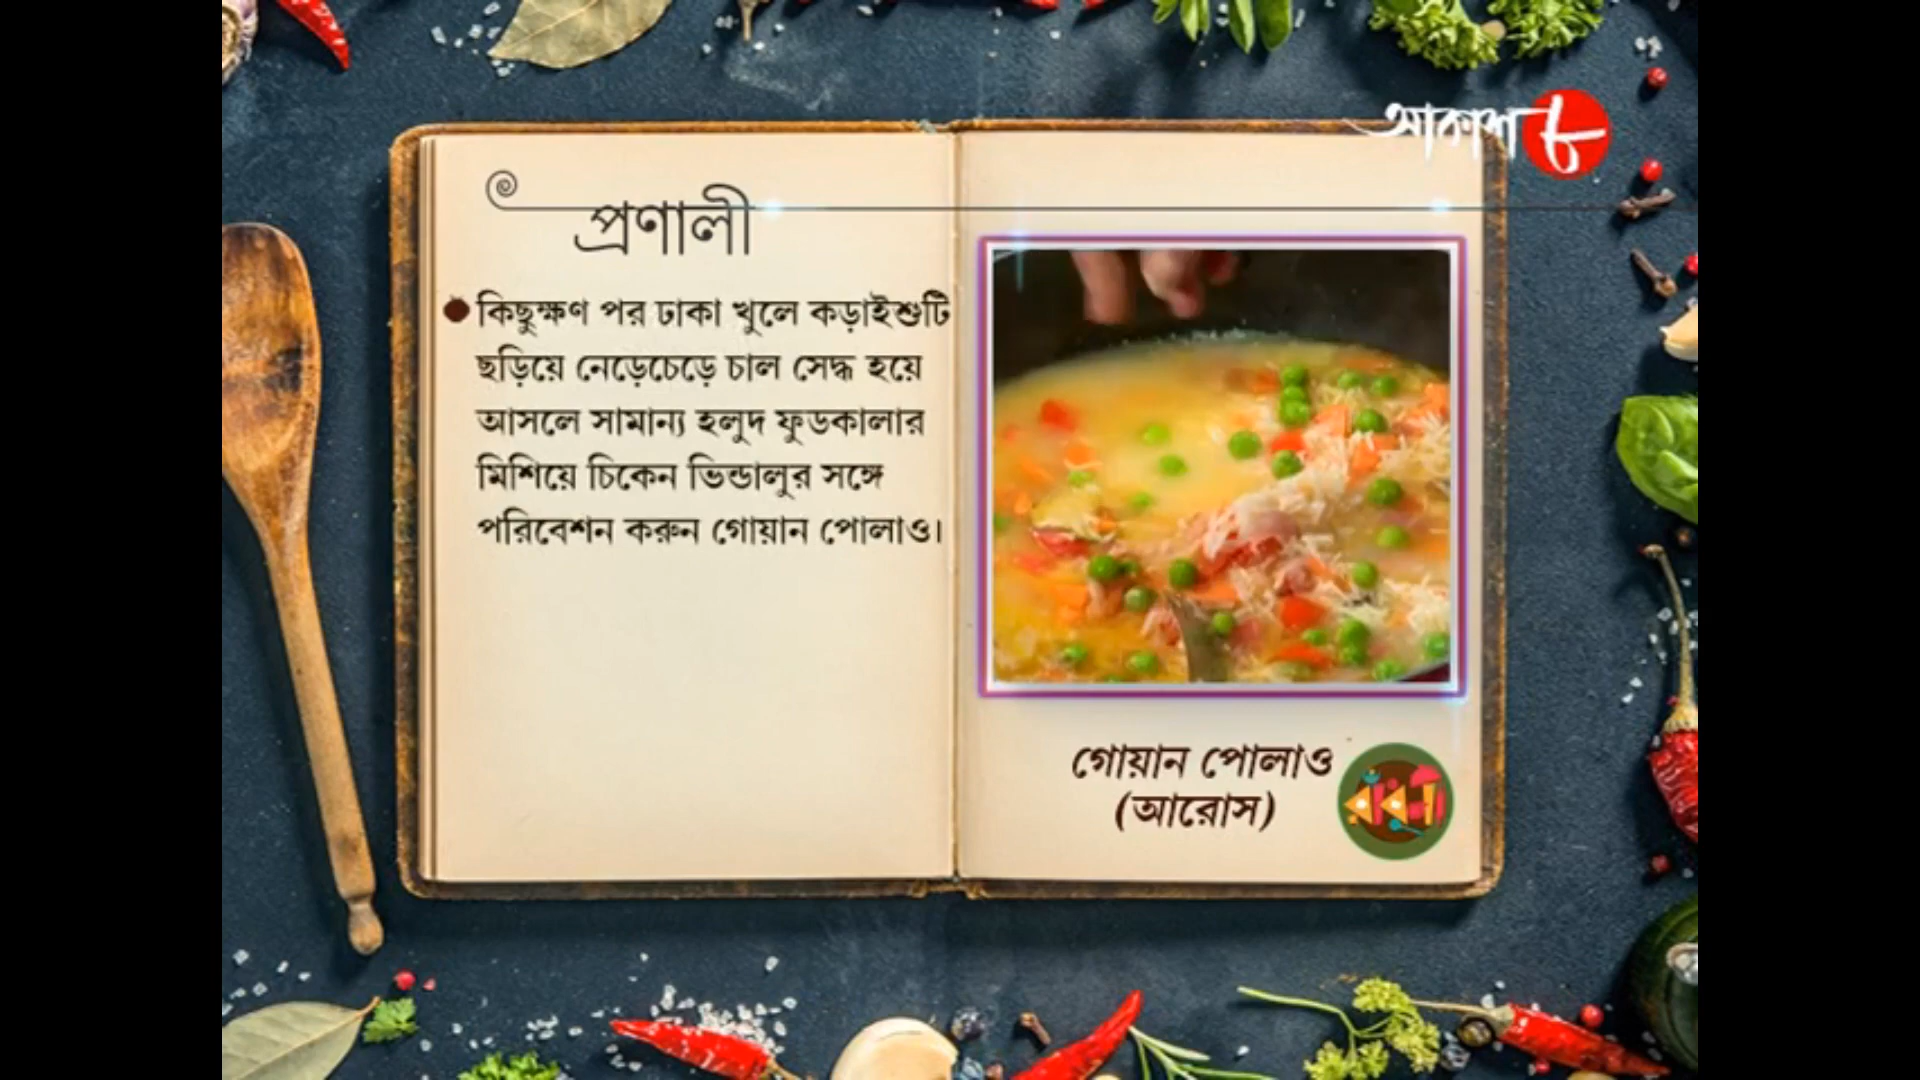 আকাশ ৮
প্রণালী
কিছুক্ষণ পর ঢাকা খুলে কড়াইশুটি
ছড়িয়ে নেড়েচেড়ে চাল সেদ্ধ হয়ে
আসলে সামান্য হলুদ ফুডকালার
মিশিয়ে চিকেন ভিন্ডালুর সঙ্গে
পরিবেশন করুন গোয়ান পোলাও।
গোয়ান পোলাও
(আরোস)